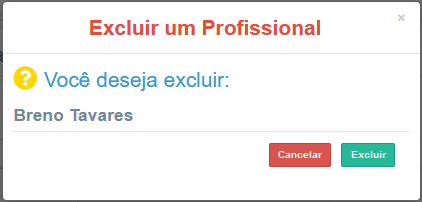 Excluir um Profissional
×
? Você deseja excluir:
Breno Tavares
Cancelar Excluir